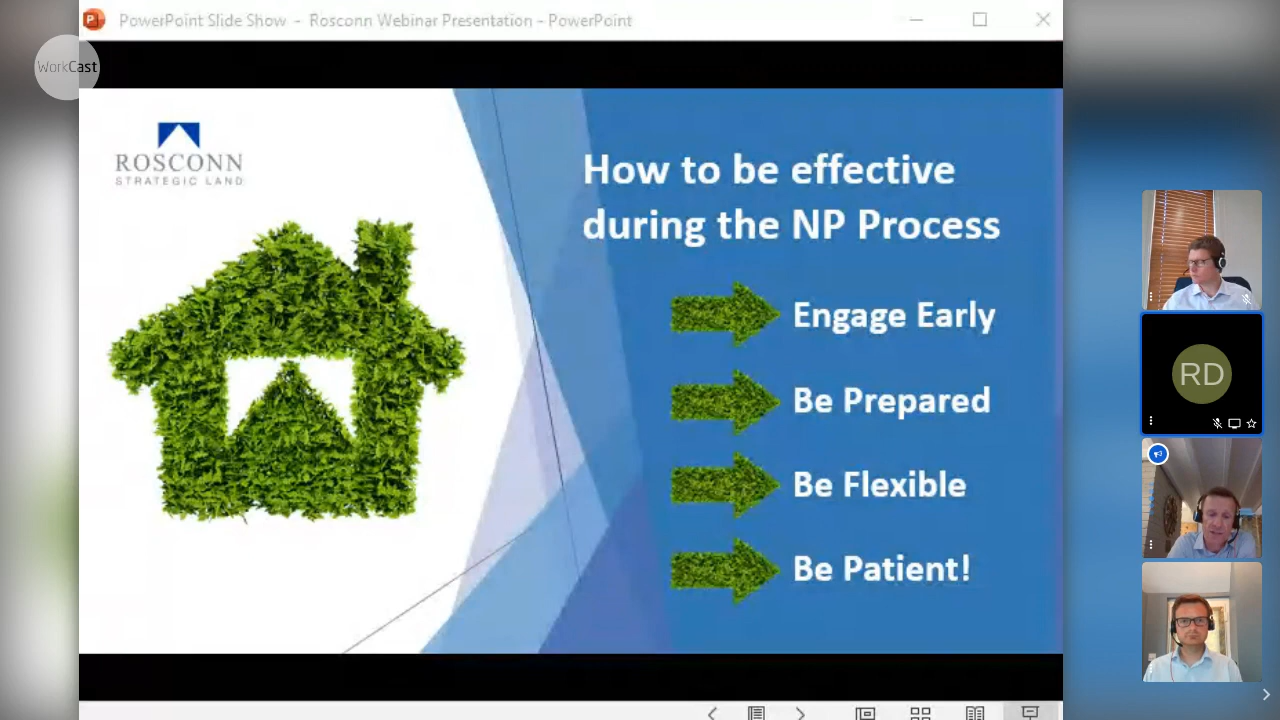 PowerPoint Slide Show - Rosconn Webinar Presentation - PowerPoint
WorkCast
ROSCONN
STRATEGIC LAND
How to be effective
during the NP Process
Engage Early
Be Prepared
Be Flexible
Be Patient!
RD